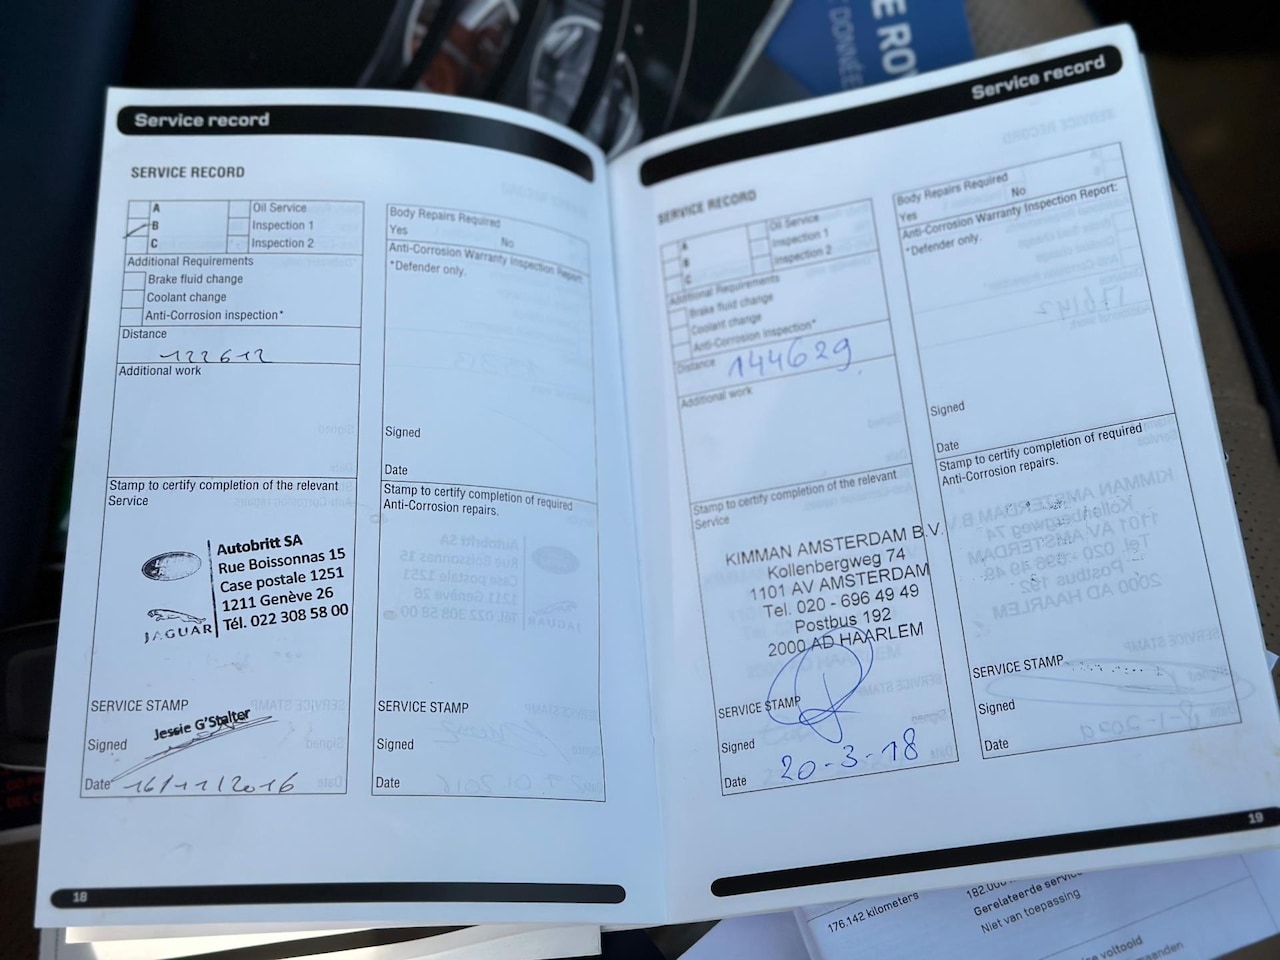 E RO
DONNÉE
Service record
SERVICE RECORD
A
B
C
Oil Service
Inspection 1
Inspection 2
Additional Requirements
Brake fluid change
Coolant change
Anti-Corrosion inspection*
Distance
122612
Additional work
Stamp to certify completion of the relevant
Service
Autobritt SA
Rue Boissonnas 15
Case postale 1251
1211 Genève 26
Tél. 022 308 58 00
JAGUAR
SERVICE STAMP
Jessie G'Stalter
Signed
Date 16/11/2016
Body Repairs Required
Yes No
Anti-Corrosion Warranty Inspection Report:
*Defender only.
Signed
Date
Stamp to certify completion of required
Anti-Corrosion repairs.
SERVICE STAMP
Signed
Date
18
Service record
SERVICE RECORD
A
B
C
Oil Service
Inspection 1
Inspection 2
Additional Requirements
Brake fluid change
Coolant change
Anti-Corrosion inspection*
Distance 144629
Additional work
Stamp to certify completion of the relevant
Service
KIMMAN AMSTERDAM B.V.
Kollenbergweg 74
1101 AV AMSTERDAM
Tel. 020 - 696 49 49
Postbus 192
2000 AD HAARLEM
SERVICE STAMP
Signed
Date 20-3-18
Body Repairs Required
Yes No
Anti-Corrosion Warranty Inspection Report:
*Defender only.
Signed
Date
Stamp to certify completion of required
Anti-Corrosion repairs.
SERVICE STAMP
Signed
Date
19
176.142 kilometers
182.000
Gerelateerde service
Niet van toepassing
voltooid